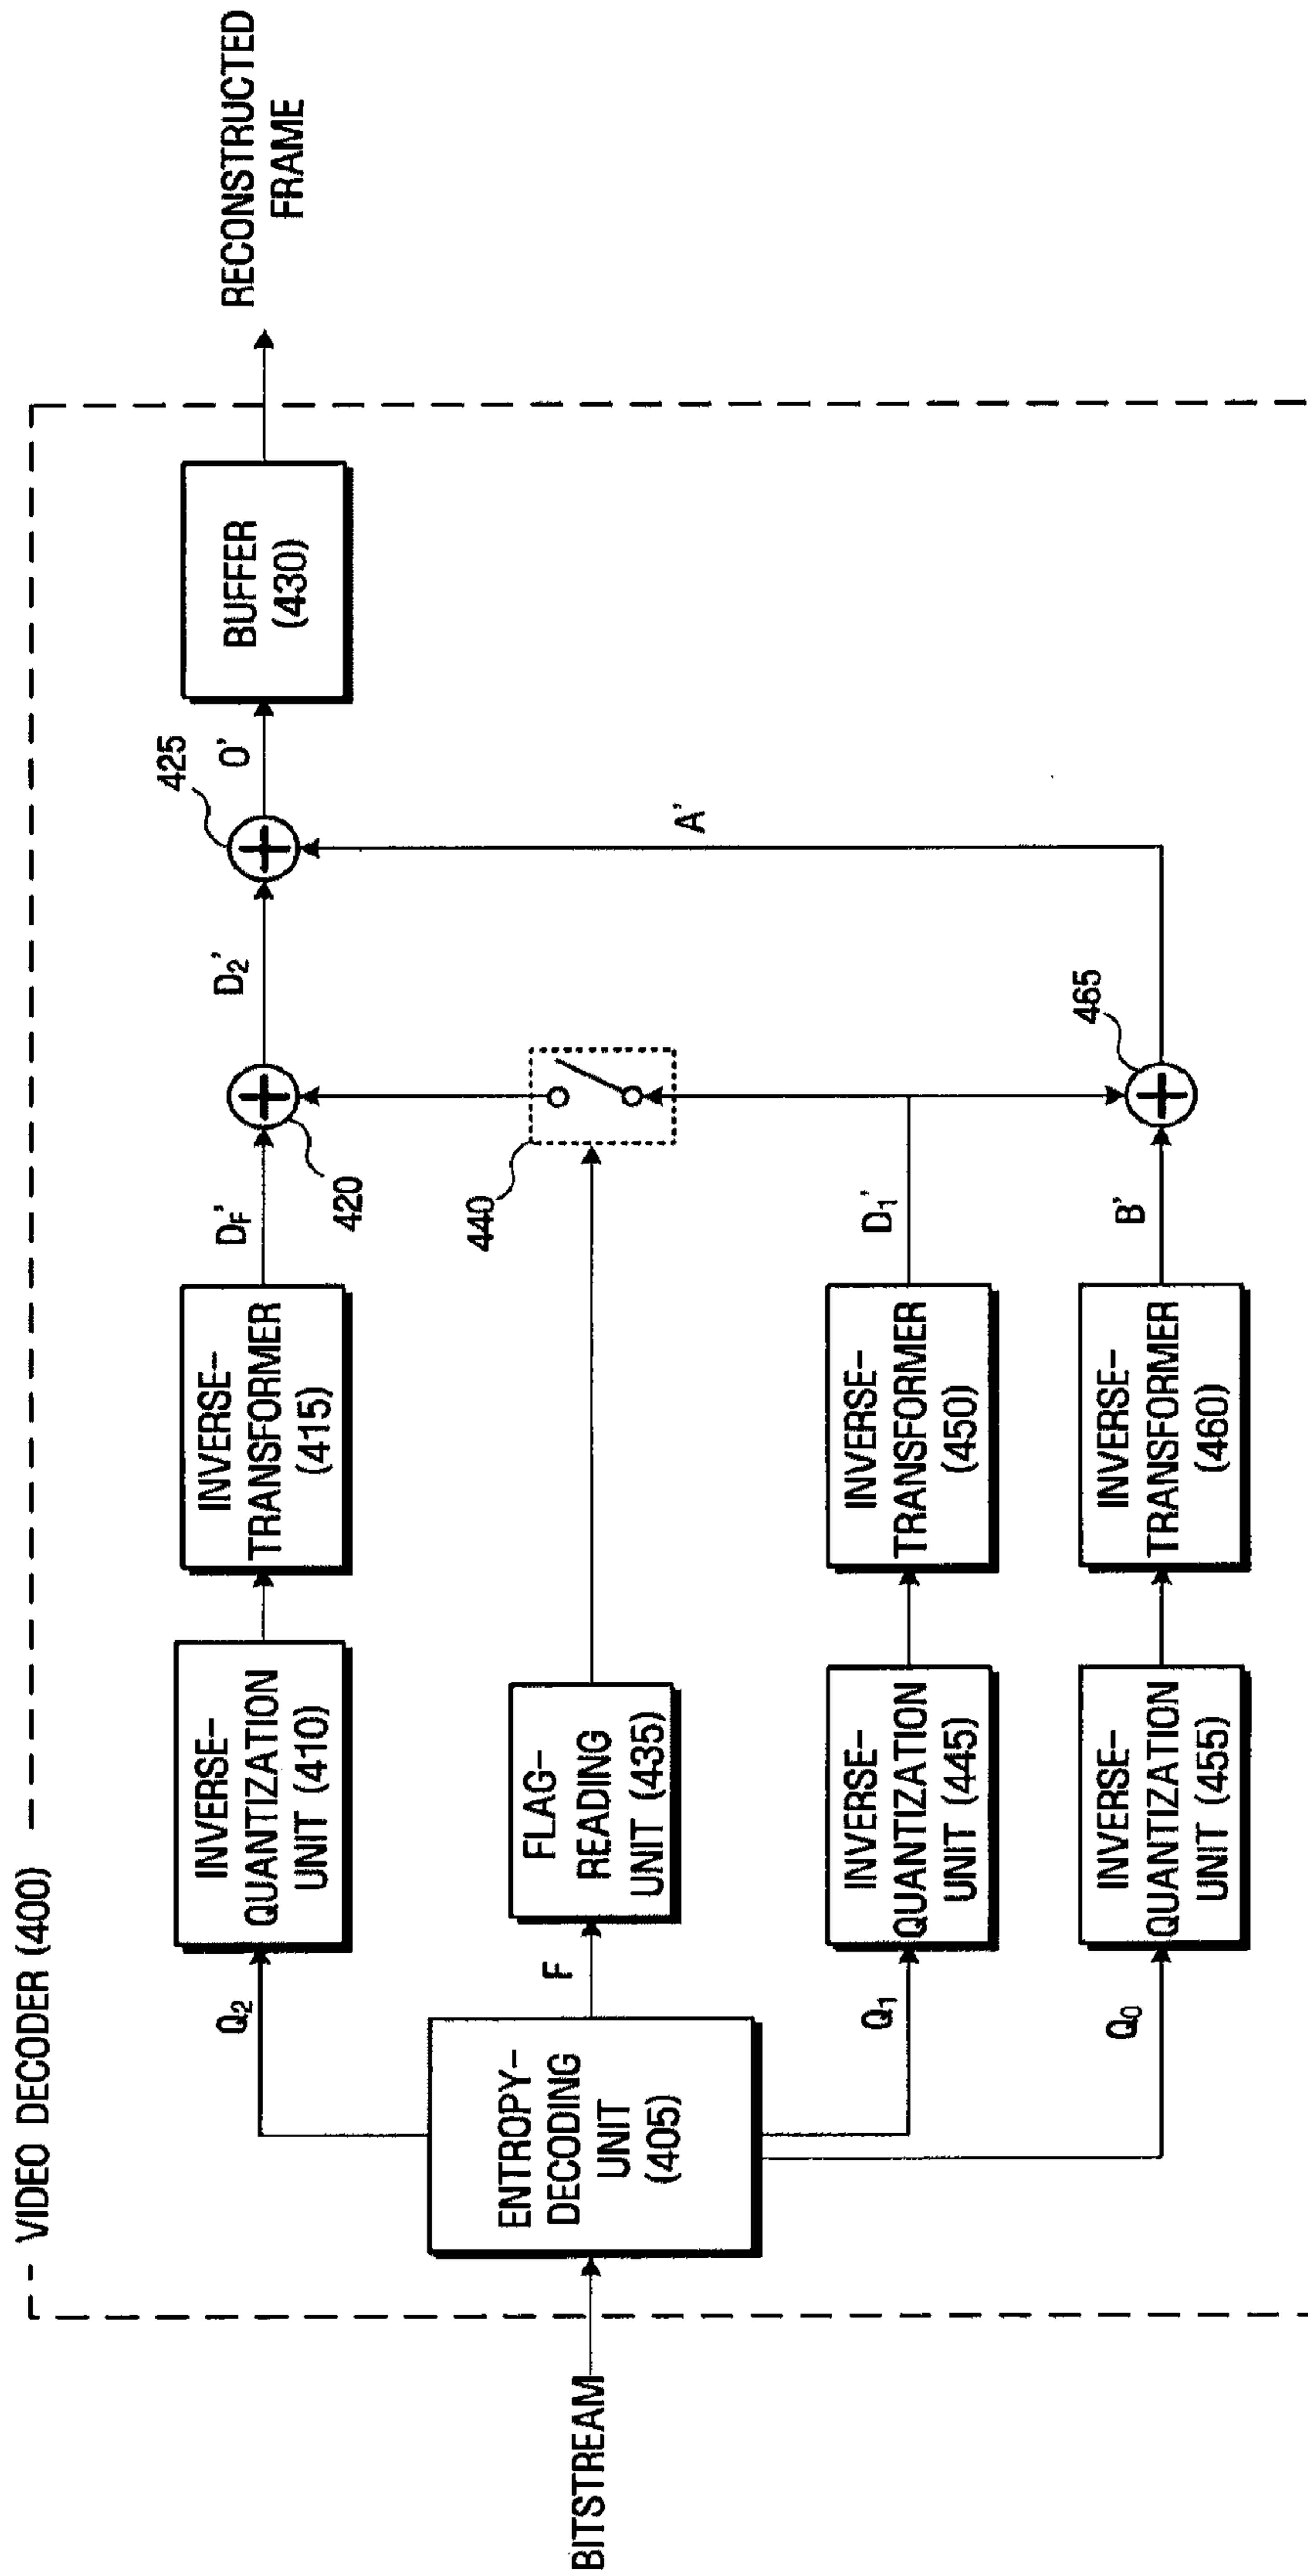 VIDEO DECODER (400)
BITSTREAM
ENTROPY-
DECODING
UNIT
(405)
Q₂
INVERSE-
QUANTIZATION
UNIT (410)
INVERSE-
TRANSFORMER
(415)
D_F'
420
D₂'
425
O'
BUFFER
(430)
RECONSTRUCTED
FRAME
F
FLAG-
READING
UNIT (435)
440
A'
Q₁
INVERSE-
QUANTIZATION
UNIT (445)
INVERSE-
TRANSFORMER
(450)
D₁'
Q₀
INVERSE-
QUANTIZATION
UNIT (455)
INVERSE-
TRANSFORMER
(460)
B'
465